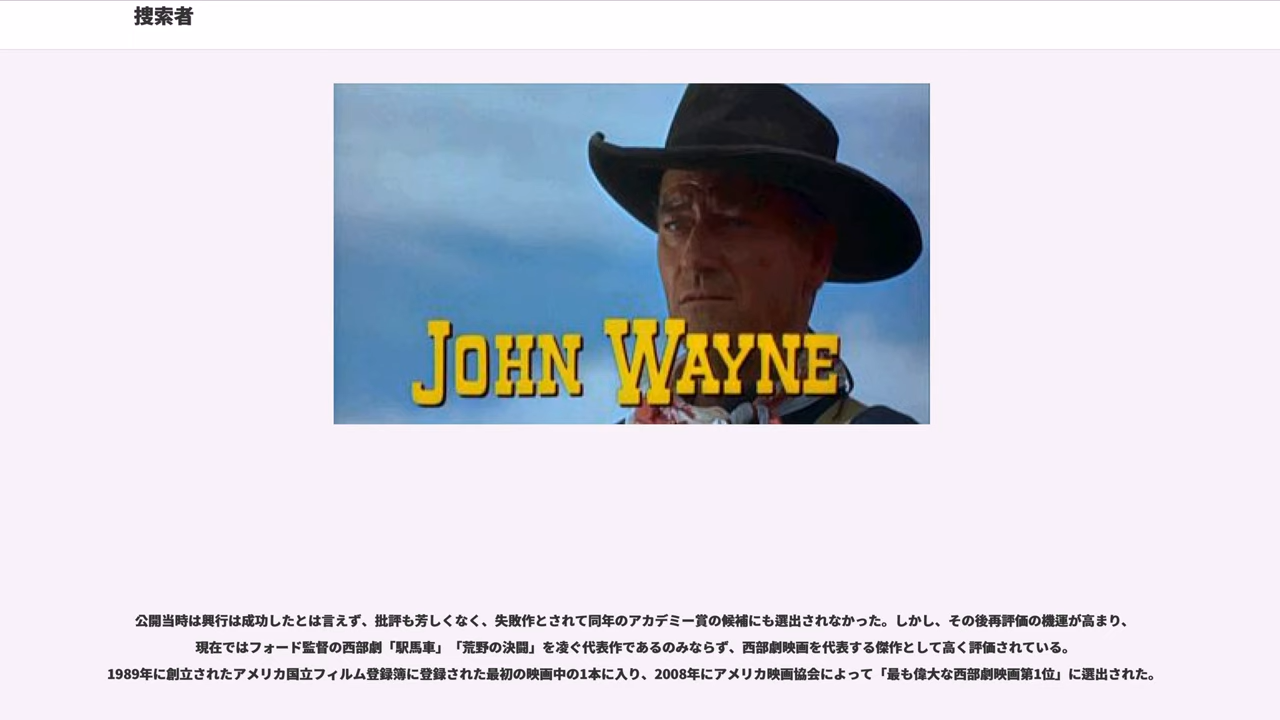 捜索者
JOHN WAYNE
公開当時は興行は成功したとは言えず、批評も芳しくなく、失敗作とされて同年のアカデミー賞の候補にも選出されなかった。しかし、その後再評価の機運が高まり、
現在ではフォード監督の西部劇「駅馬車」「荒野の決闘」を凌ぐ代表作であるのみならず、西部劇映画を代表する傑作として高く評価されている。
1989年に創立されたアメリカ国立フィルム登録簿に登録された最初の映画中の1本に入り、2008年にアメリカ映画協会によって「最も偉大な西部劇映画第1位」に選出された。